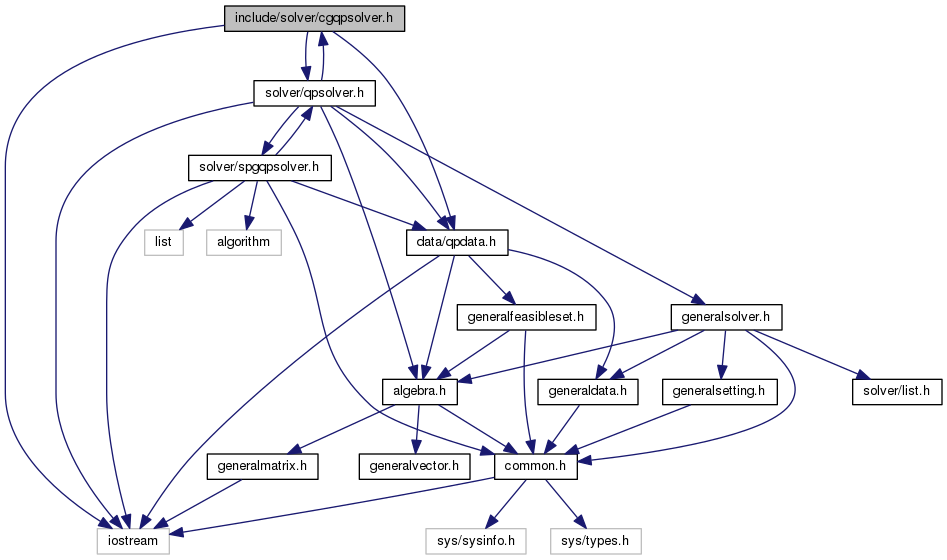 include/solver/cgqpsolver.h
solver/qpsolver.h
solver/spgqpsolver.h
list
algorithm
data/qpdata.h
generalfeasibleset.h
generalsolver.h
algebra.h
generaldata.h
generalsetting.h
solver/list.h
generalmatrix.h
generalvector.h
common.h
iostream
sys/sysinfo.h
sys/types.h